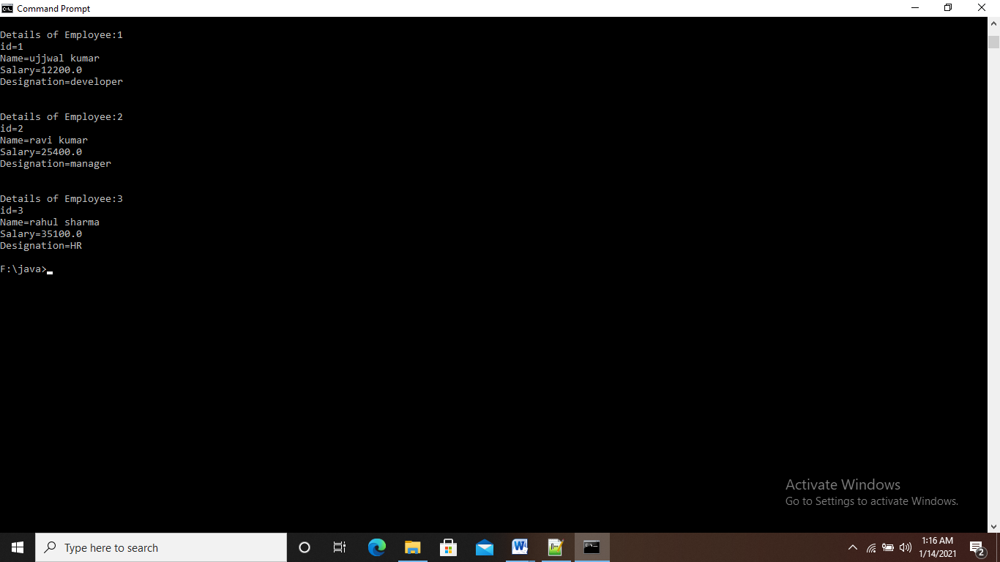 Command Prompt
Details of Employee:1
id=1
Name=ujjwal kumar
Salary=12200.0
Designation=developer
Details of Employee:2
id=2
Name=ravi kumar
Salary=25400.0
Designation=manager
Details of Employee:3
id=3
Name=rahul sharma
Salary=35100.0
Designation=HR
F:\java>
Activate Windows
Go to Settings to activate Windows.
Type here to search
1:16 AM
1/14/2021
2